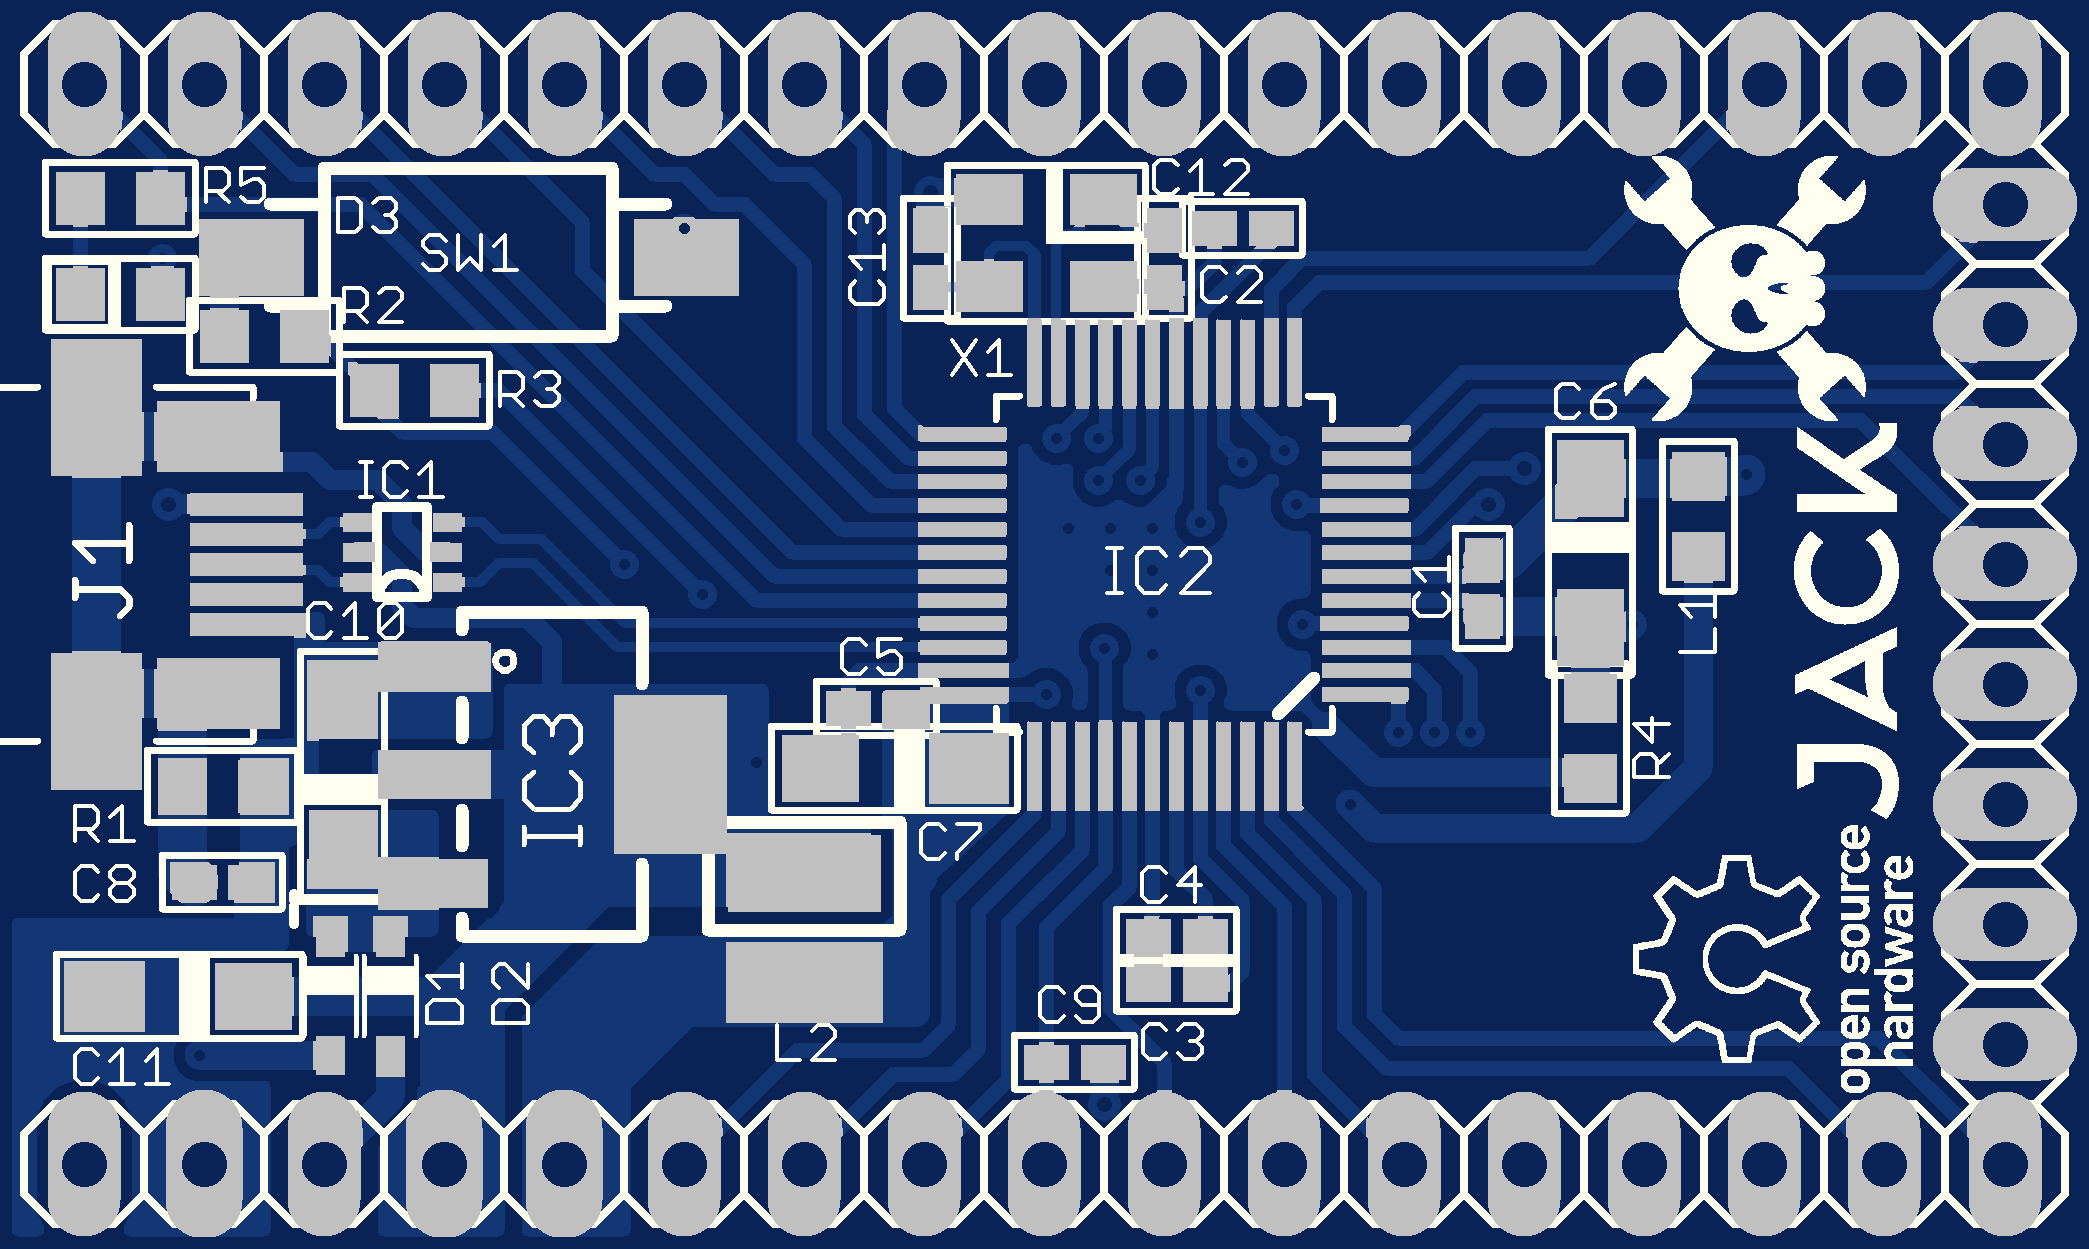 R5
D3
SW1
C12
C13
C2
R2
X1
R3
C6
IC1
J1
IC2
C1
C10
L1
C5
JACK
IC3
R4
R1
C7
C8
C4
open source
hardware
D1
D2
C9
C11
L2
C3